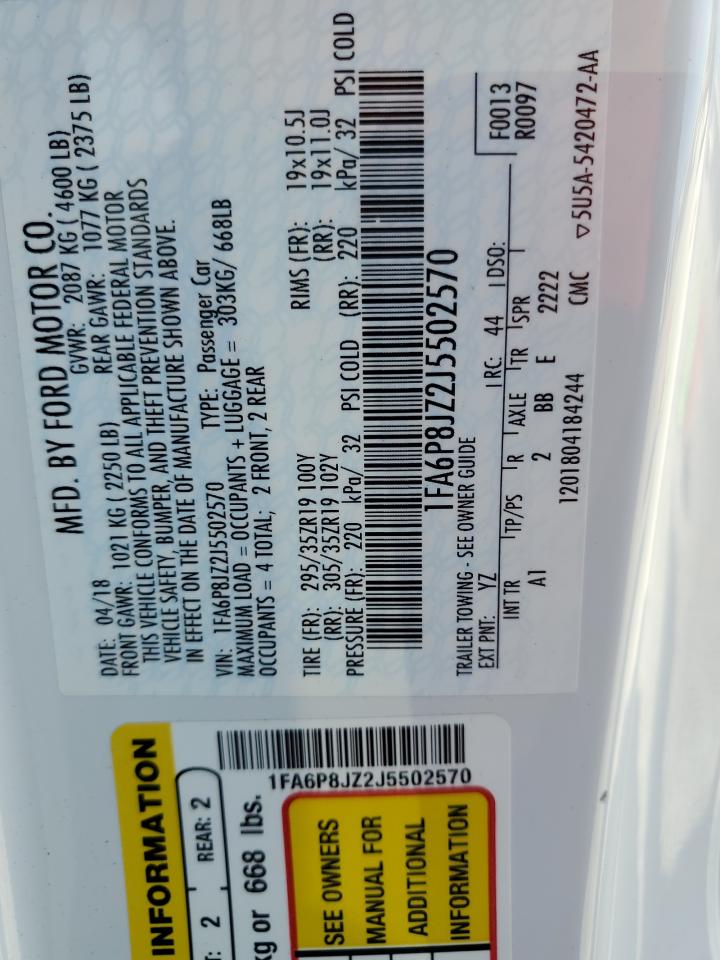 MFD. BY FORD MOTOR CO.
DATE: 04/18 GVWR: 2087 KG ( 4600 LB)
FRONT GAWR: 1021 KG ( 2250 LB) REAR GAWR: 1077 KG ( 2375 LB)
THIS VEHICLE CONFORMS TO ALL APPLICABLE FEDERAL MOTOR
VEHICLE SAFETY, BUMPER, AND THEFT PREVENTION STANDARDS
IN EFFECT ON THE DATE OF MANUFACTURE SHOWN ABOVE.
VIN: 1FA6P8JZ2J5502570 TYPE: Passenger Car
MAXIMUM LOAD = OCCUPANTS + LUGGAGE = 303KG/ 668LB
OCCUPANTS = 4 TOTAL; 2 FRONT, 2 REAR
TIRE (FR): 295/35ZR19 100Y RIMS (FR): 19x10.5J
(RR): 305/35ZR19 102Y (RR): 19x11.0J
PRESSURE (FR): 220 kPa/ 32 PSI COLD (RR): 220 kPa/ 32 PSI COLD
1FA6P8JZ2J5502570
TRAILER TOWING - SEE OWNER GUIDE
EXT PNT: YZ RC: 44 DSO: F0013
R0097
INT TR TP/PS R AXLE TR SPR
A1 2 BB E 2222
1201804184244 CMC ▽5U5A-5420472-AA
INFORMATION
T: 2 REAR: 2
kg or 668 lbs.
1FA6P8JZ2J5502570
SEE OWNERS
MANUAL FOR
ADDITIONAL
INFORMATION